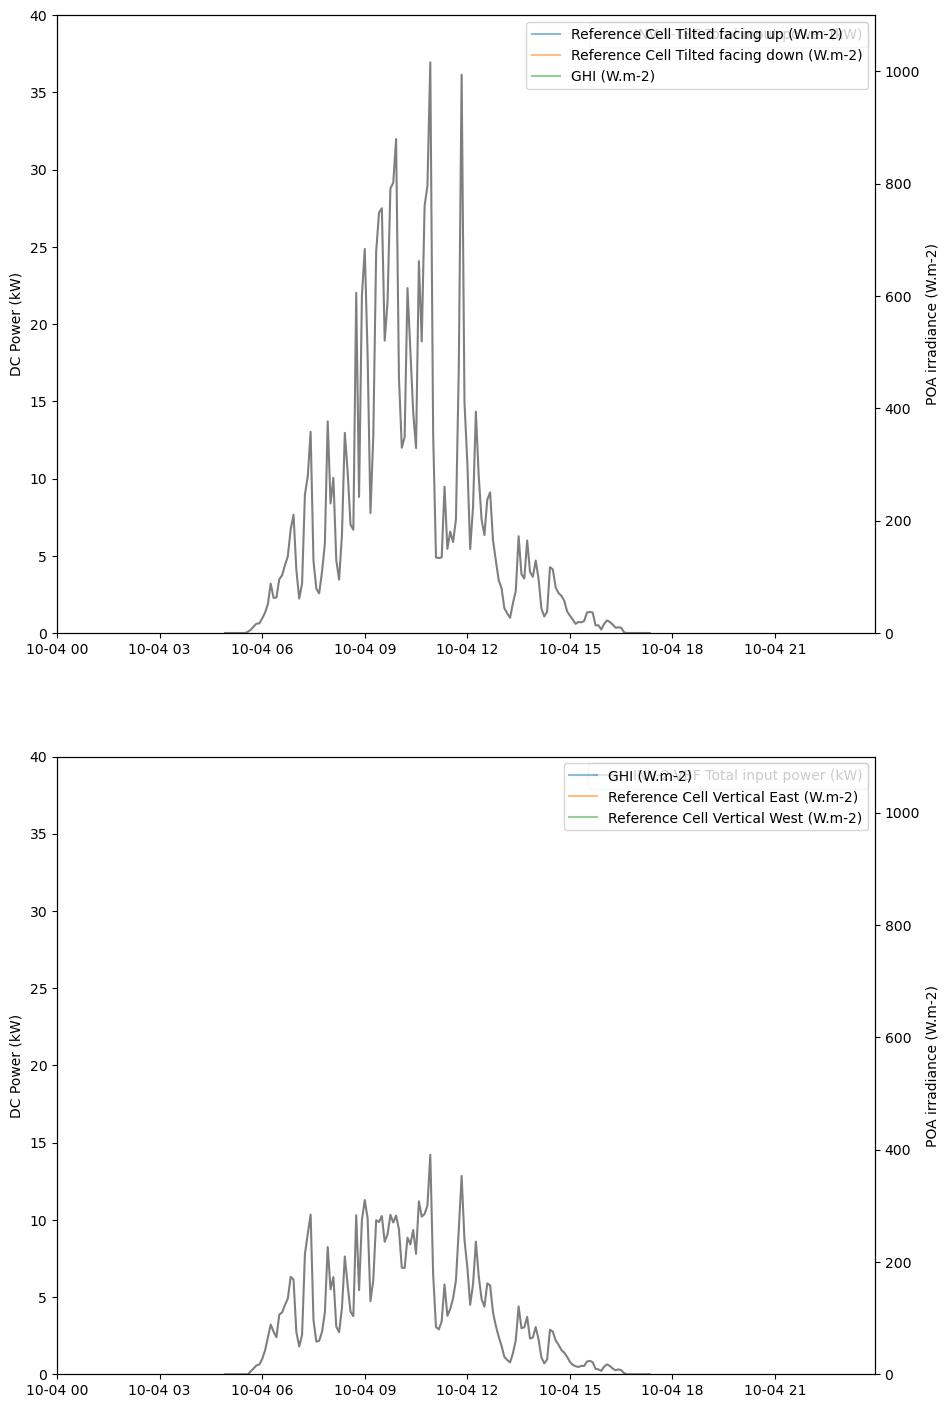 40
35
30
25
20
15
10
5
0
DC Power (kW)
Reference Cell Tilted facing up (W.m-2)
Reference Cell Tilted facing down (W.m-2)
GHI (W.m-2)
1000
800
600
400
200
0
POA irradiance (W.m-2)
10-04 00 10-04 03 10-04 06 10-04 09 10-04 12 10-04 15 10-04 18 10-04 21
40
35
30
25
20
15
10
5
0
DC Power (kW)
GHI (W.m-2)
Total input power (kW)
Reference Cell Vertical East (W.m-2)
Reference Cell Vertical West (W.m-2)
1000
800
600
400
200
0
POA irradiance (W.m-2)
10-04 00 10-04 03 10-04 06 10-04 09 10-04 12 10-04 15 10-04 18 10-04 21